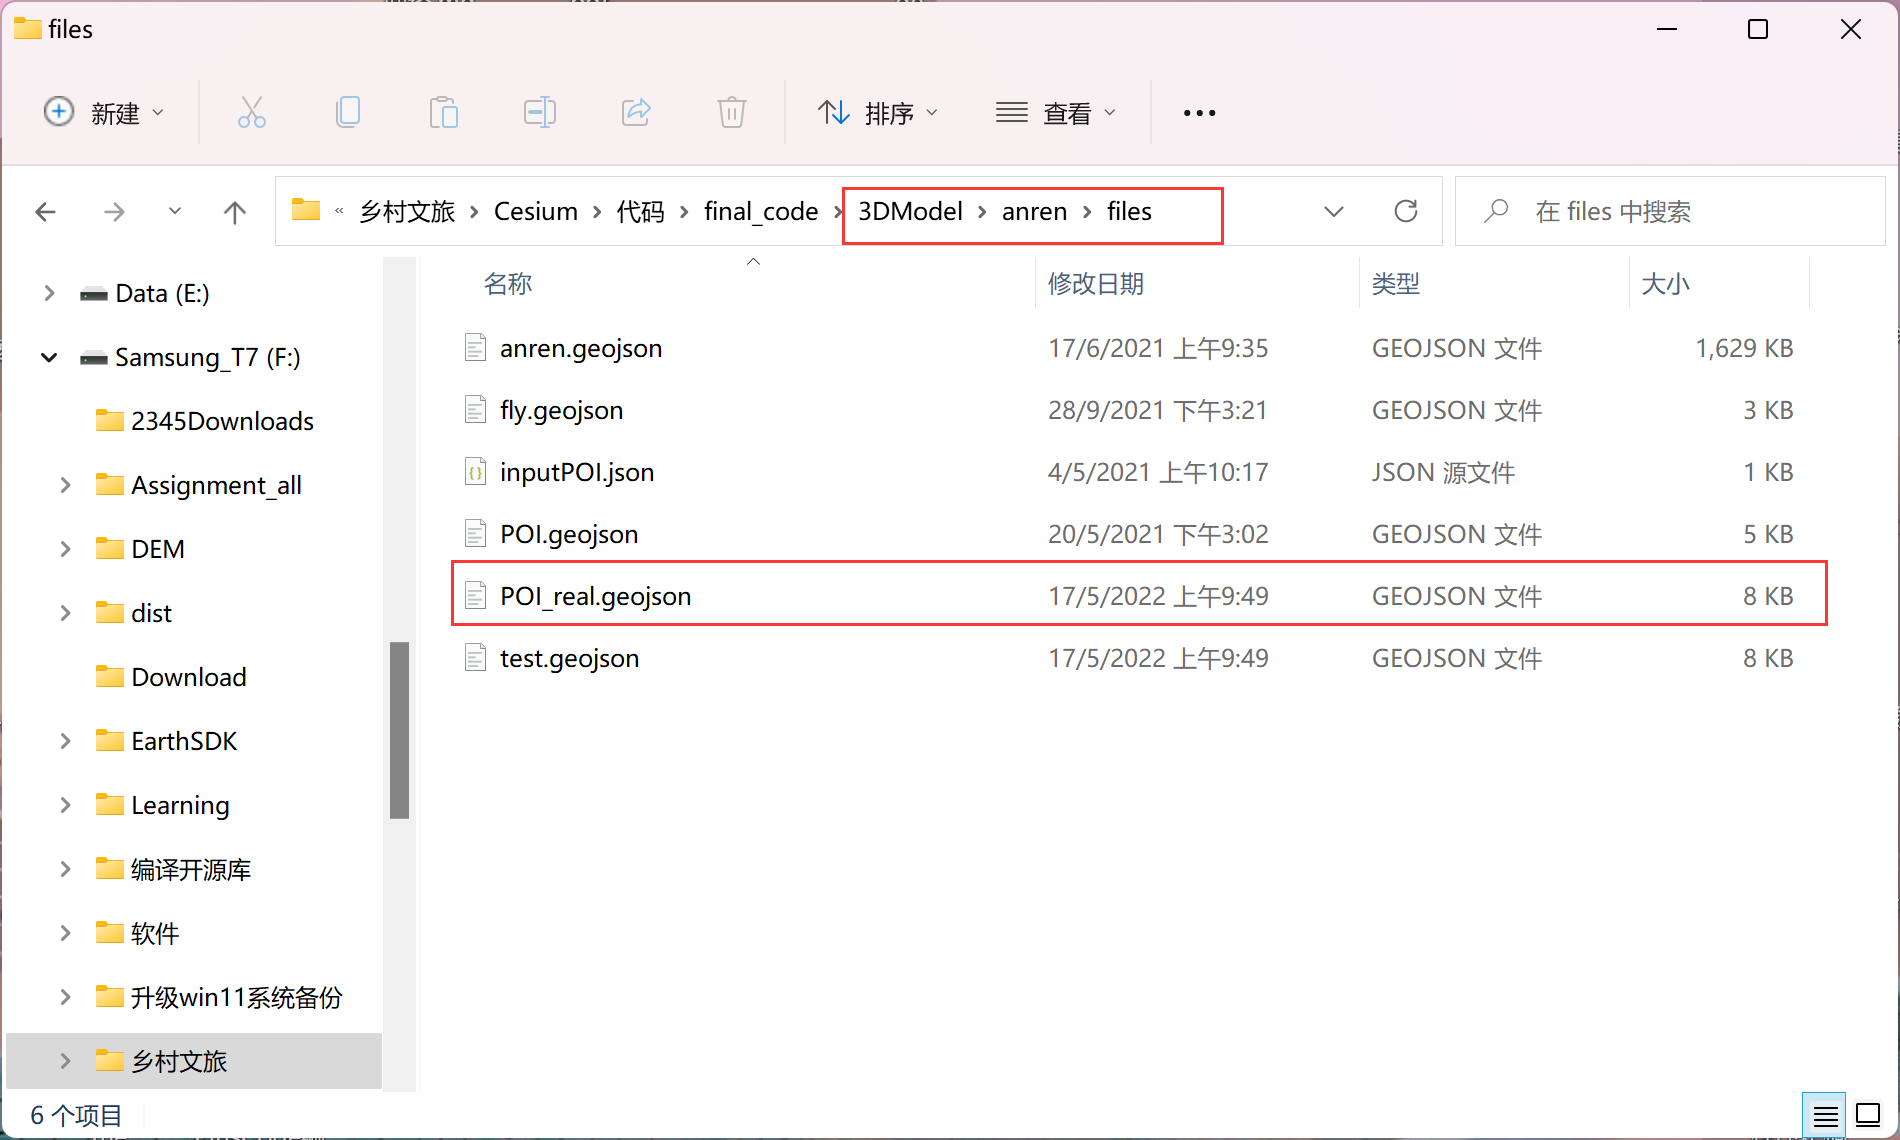 files
新建 排序 查看
« 乡村文旅 › Cesium › 代码 › final_code › 3DModel › anren › files 在 files 中搜索
Data (E:)
Samsung_T7 (F:)
2345Downloads
Assignment_all
DEM
dist
Download
EarthSDK
Learning
编译开源库
软件
升级win11系统备份
乡村文旅
名称 修改日期 类型 大小
anren.geojson 17/6/2021 上午9:35 GEOJSON 文件 1,629 KB
fly.geojson 28/9/2021 下午3:21 GEOJSON 文件 3 KB
inputPOI.json 4/5/2021 上午10:17 JSON 源文件 1 KB
POI.geojson 20/5/2021 下午3:02 GEOJSON 文件 5 KB
POI_real.geojson 17/5/2022 上午9:49 GEOJSON 文件 8 KB
test.geojson 17/5/2022 上午9:49 GEOJSON 文件 8 KB
6 个项目